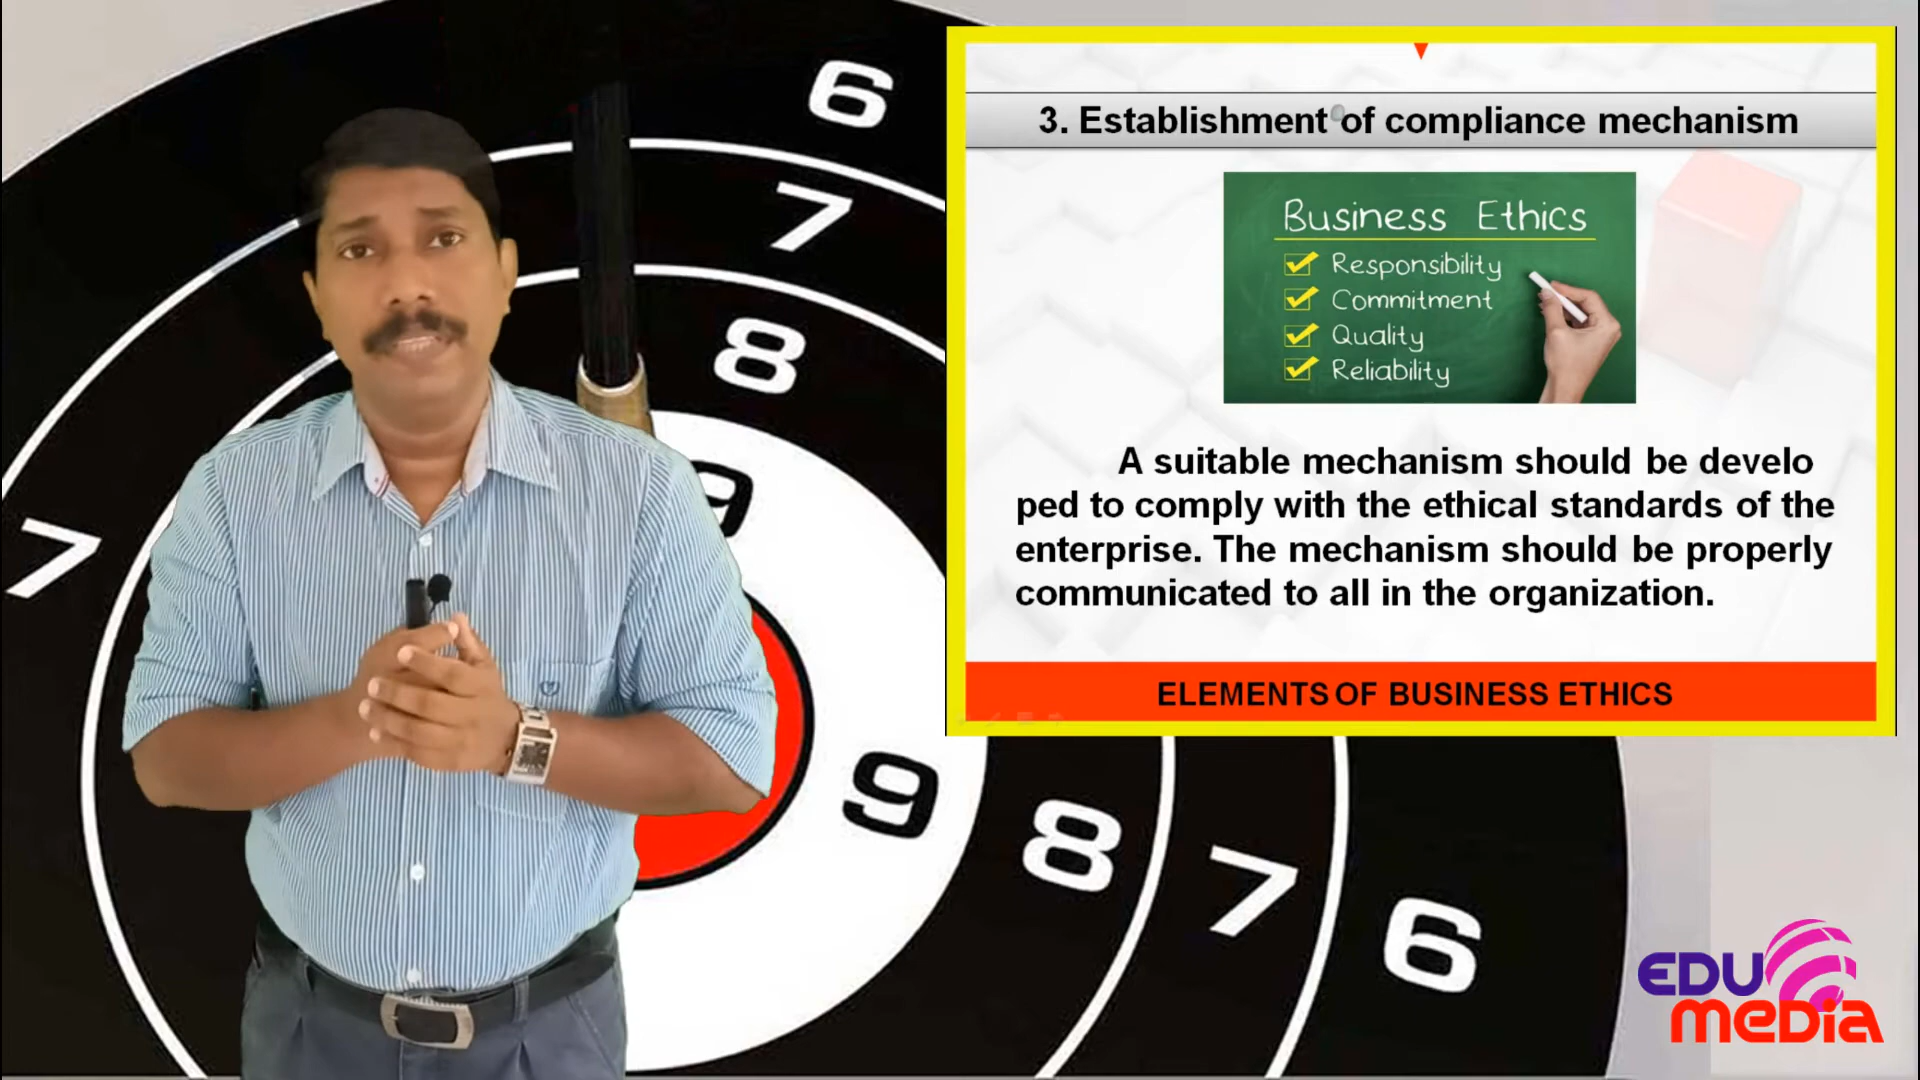 6
7
8
9
7
9
8
7
6
3. Establishment of compliance mechanism
Business Ethics
Responsibility
Commitment
Quality
Reliability
A suitable mechanism should be develo
ped to comply with the ethical standards of the
enterprise. The mechanism should be properly
communicated to all in the organization.
ELEMENTS OF BUSINESS ETHICS
EDU
meDia